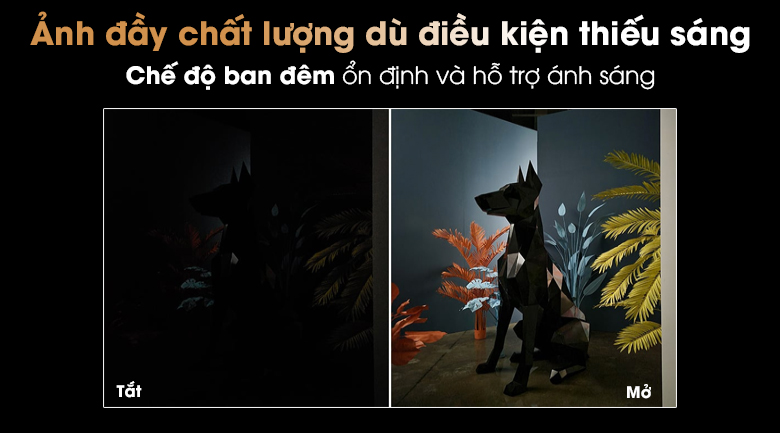 Ảnh đầy chất lượng dù điều kiện thiếu sáng
Chế độ ban đêm ổn định và hỗ trợ ánh sáng
Tắt
Mở